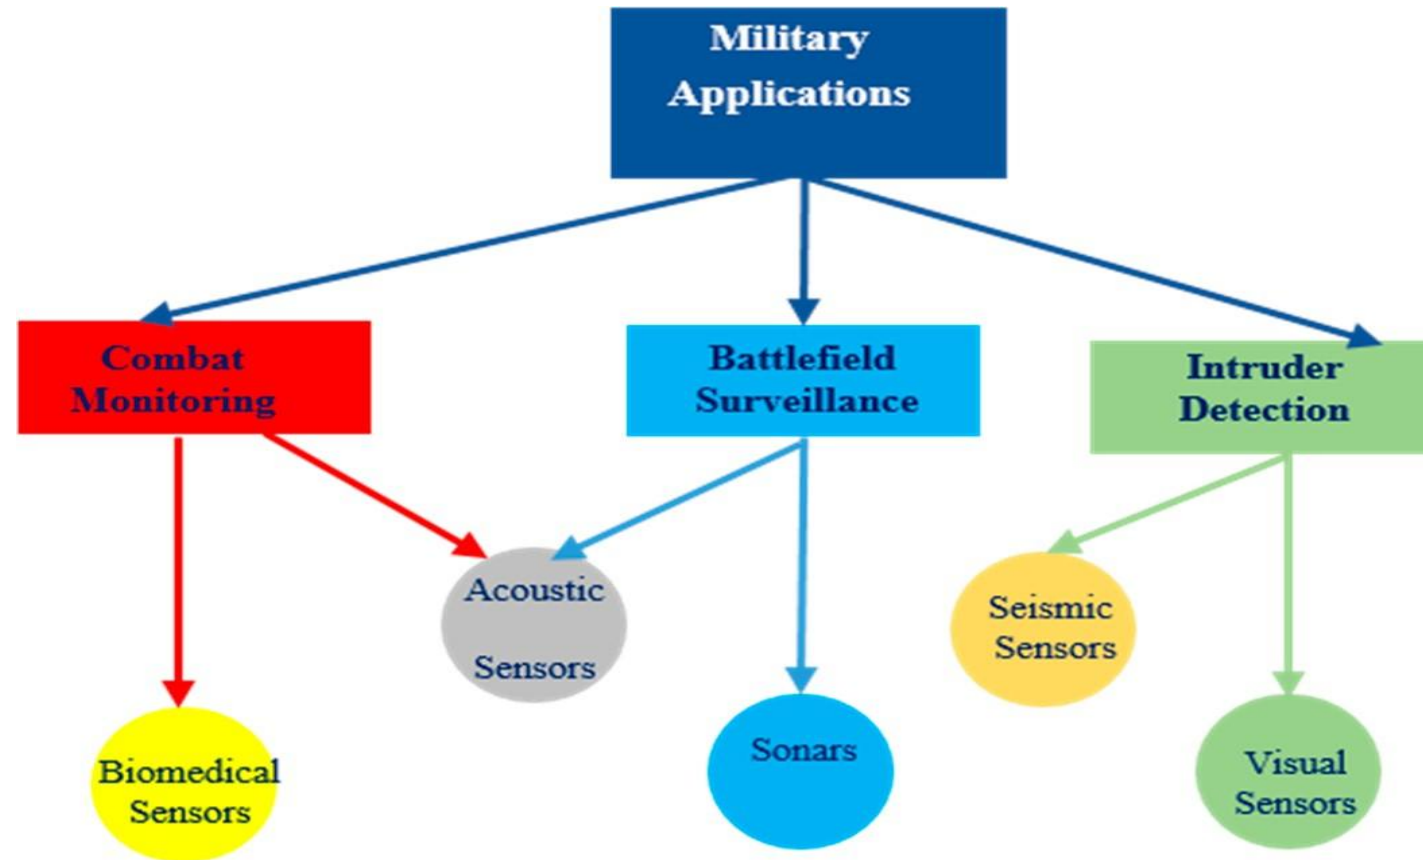 Military
Applications
Combat
Monitoring
Battlefield
Surveillance
Intruder
Detection
Acoustic
Sensors
Seismic
Sensors
Biomedical
Sensors
Sonars
Visual
Sensors